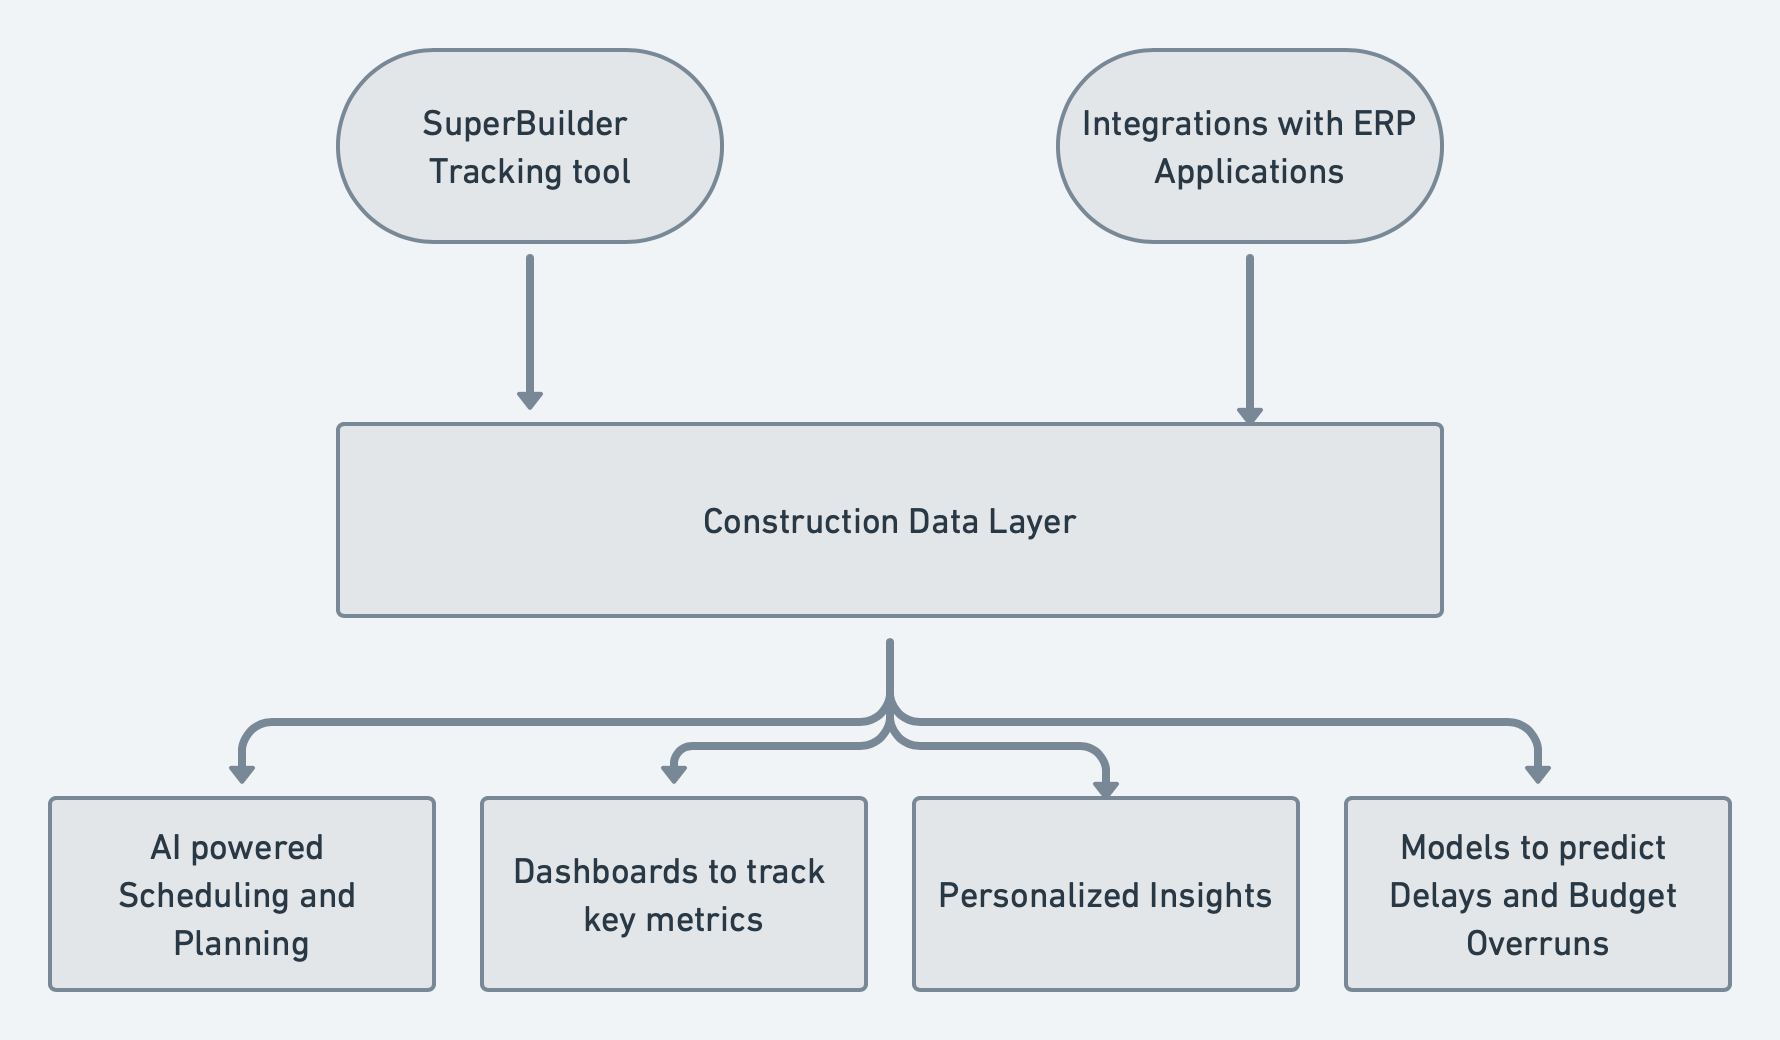 SuperBuilder
Tracking tool
Integrations with ERP
Applications
Construction Data Layer
AI powered
Scheduling and
Planning
Dashboards to track
key metrics
Personalized Insights
Models to predict
Delays and Budget
Overruns